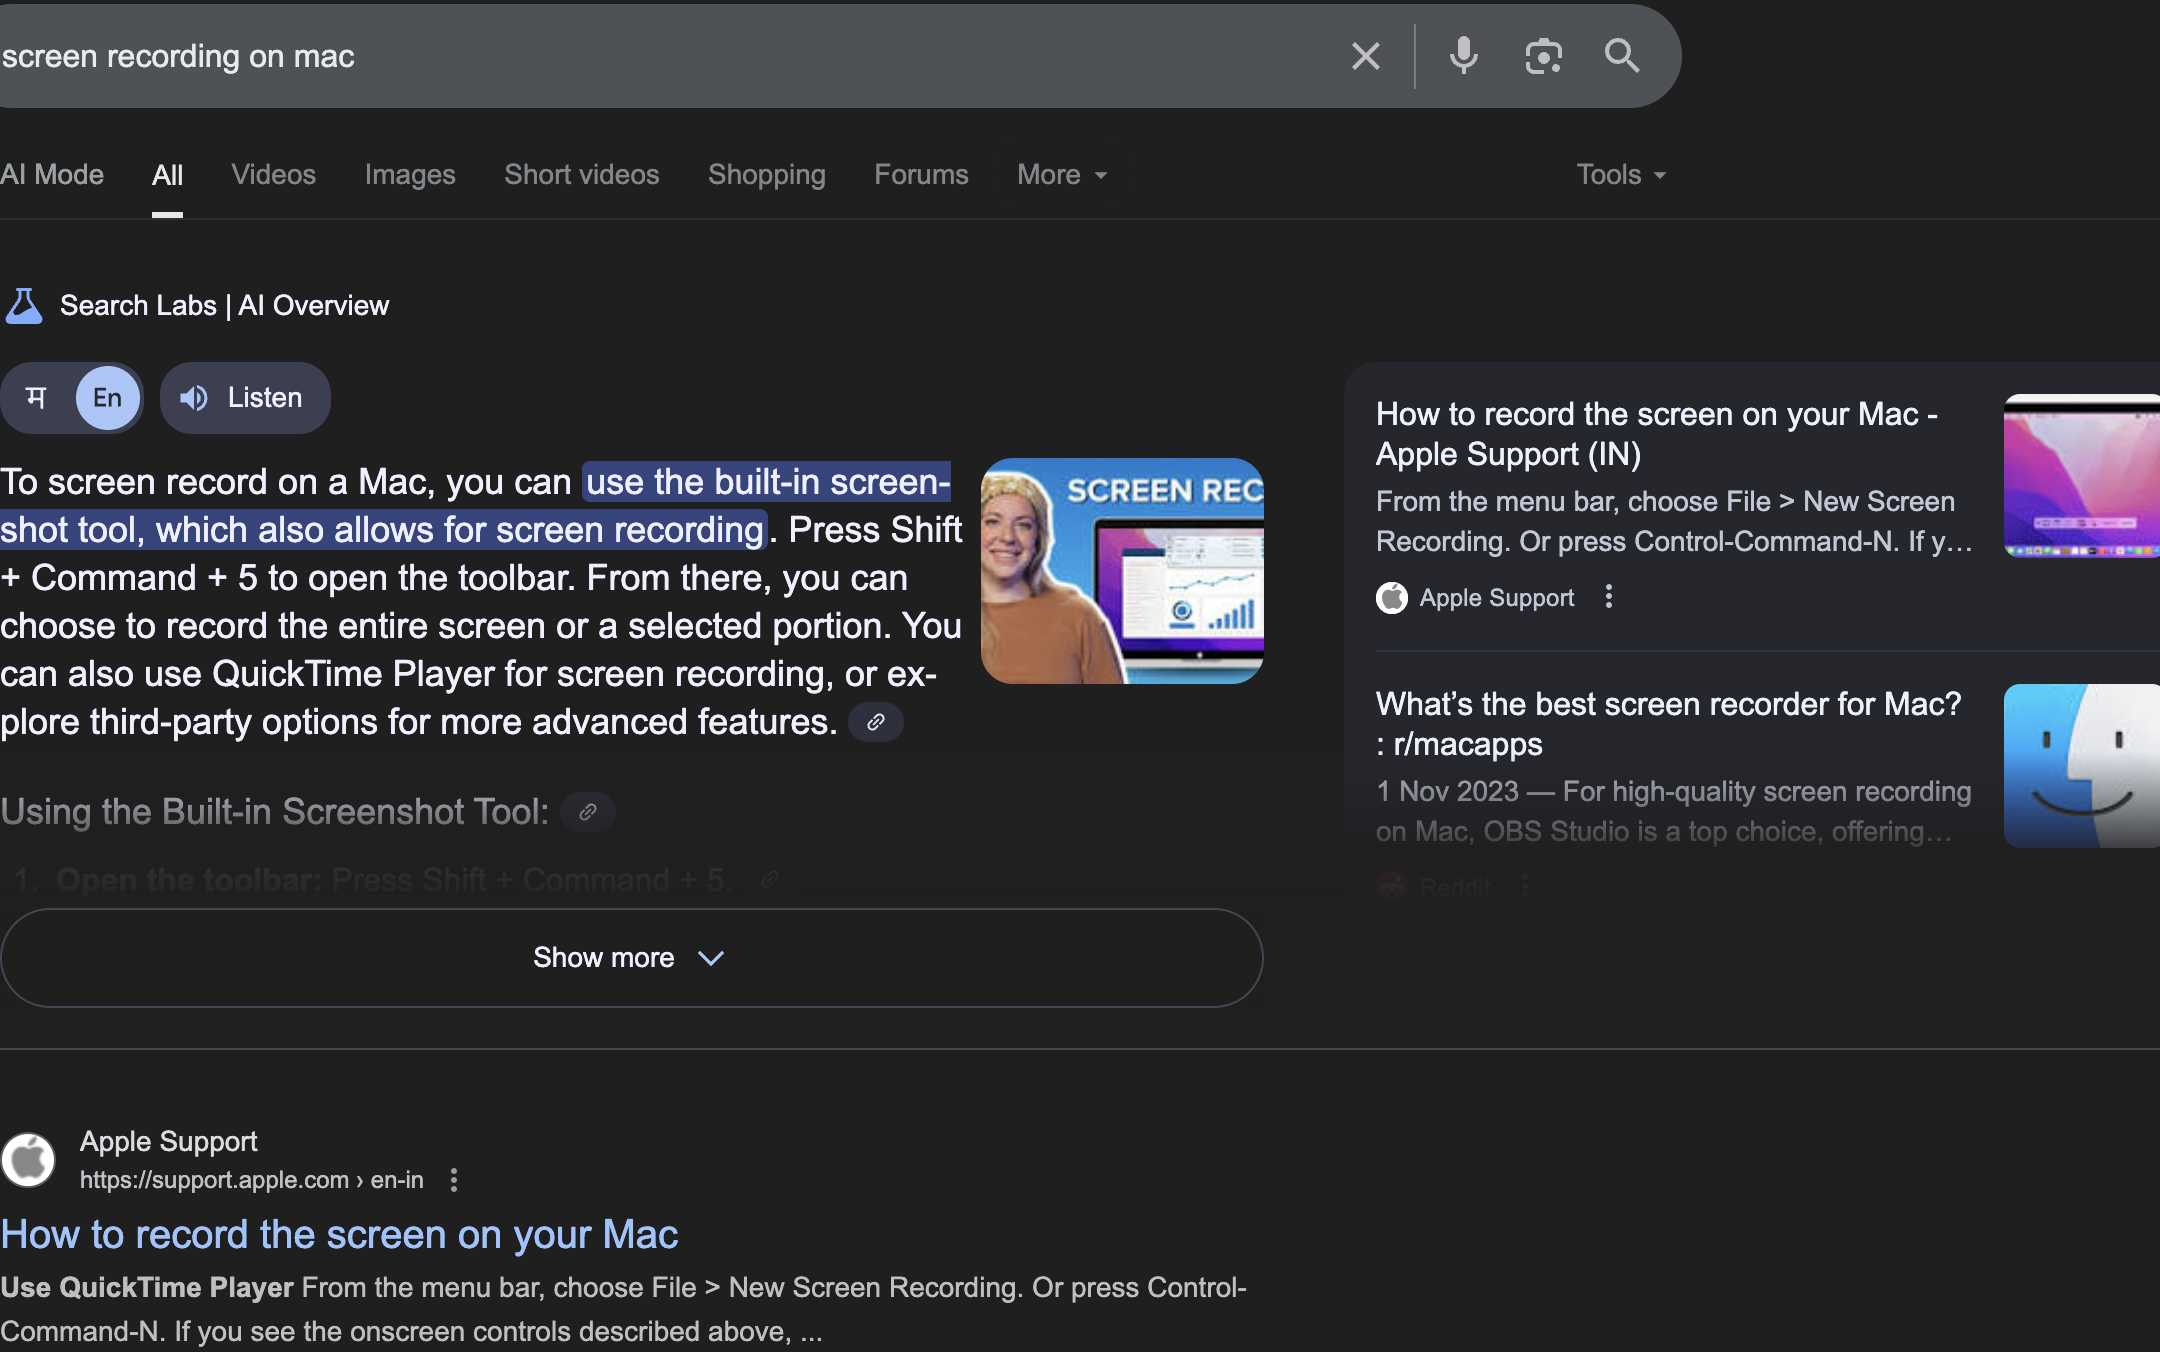 screen recording on mac
AI Mode All Videos Images Short videos Shopping Forums More Tools
Search Labs | AI Overview
म En Listen
To screen record on a Mac, you can use the built-in screen-
shot tool, which also allows for screen recording. Press Shift
+ Command + 5 to open the toolbar. From there, you can
choose to record the entire screen or a selected portion. You
can also use QuickTime Player for screen recording, or ex-
plore third-party options for more advanced features.
SCREEN REC
Using the Built-in Screenshot Tool:
1. Open the toolbar: Press Shift + Command + 5.
Show more
How to record the screen on your Mac -
Apple Support (IN)
From the menu bar, choose File > New Screen
Recording. Or press Control-Command-N. If y...
Apple Support
What's the best screen recorder for Mac?
: r/macapps
1 Nov 2023 — For high-quality screen recording
on Mac, OBS Studio is a top choice, offering...
Reddit
Apple Support
https://support.apple.com › en-in
How to record the screen on your Mac
Use QuickTime Player From the menu bar, choose File > New Screen Recording. Or press Control-
Command-N. If you see the onscreen controls described above, ...